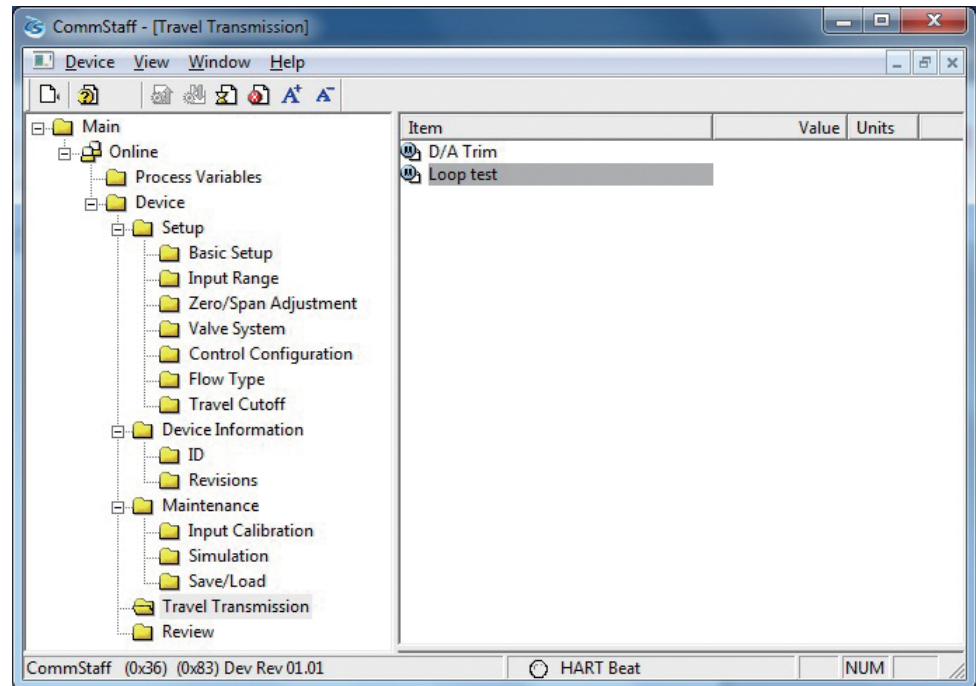 CommStaff - [Travel Transmission]
Device View Window Help
Main
Online
Process Variables
Device
Setup
Basic Setup
Input Range
Zero/Span Adjustment
Valve System
Control Configuration
Flow Type
Travel Cutoff
Device Information
ID
Revisions
Maintenance
Input Calibration
Simulation
Save/Load
Travel Transmission
Review
Item Value Units
D/A Trim
Loop test
CommStaff (0x36) (0x83) Dev Rev 01.01 HART Beat NUM